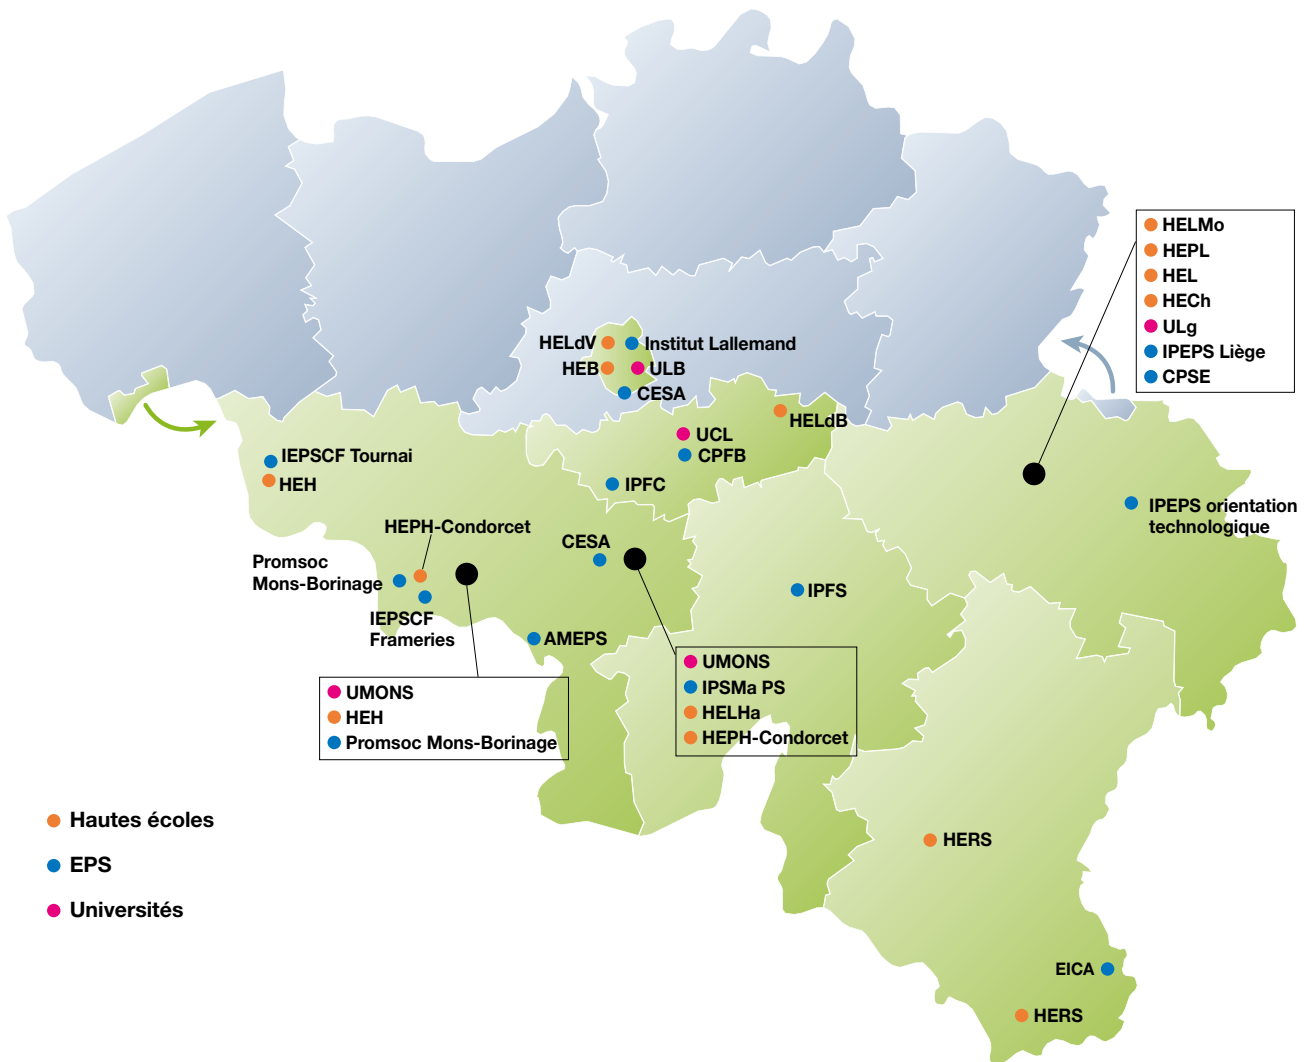 HELMo
HEPL
HEL
HECh
ULg
IPEPS Liège
CPSE
HELdV
Institut Lallemand
HEB
ULB
CESA
HELdB
UCL
CPFB
IPFC
IEPSCF Tournai
HEH
IPEPS orientation
technologique
HEPH-Condorcet
CESA
Promsoc
Mons-Borinage
IPFS
IEPSCF
Frameries
AMEPS
UMONS
HEH
Promsoc Mons-Borinage
UMONS
IPSMa PS
HELHa
HEPH-Condorcet
Hautes écoles
EPS
Universités
HERS
EICA
HERS